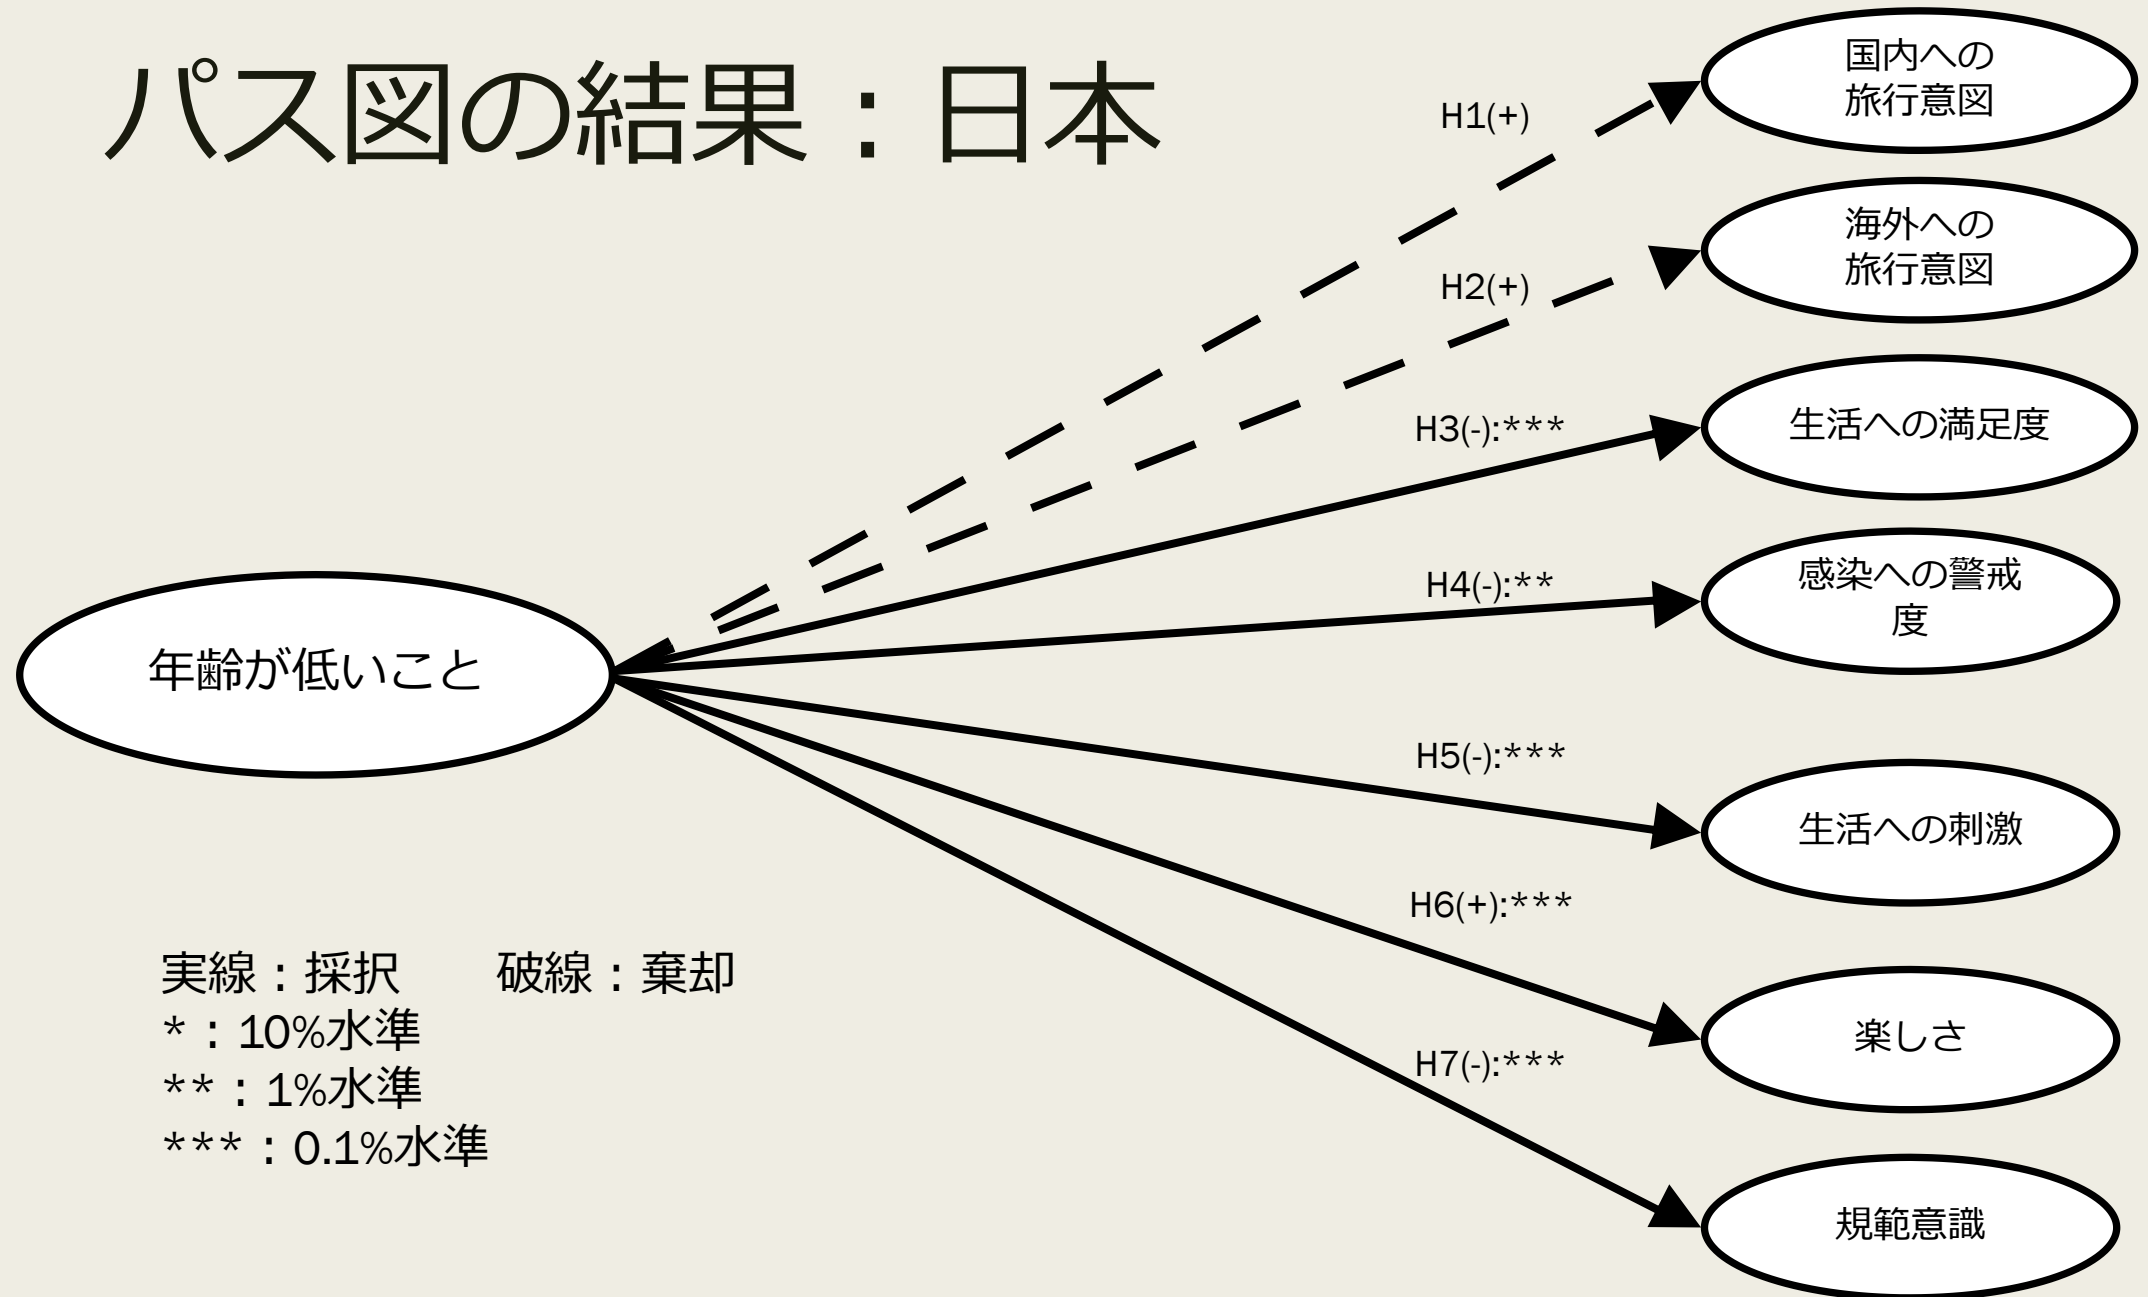 パス図の結果：日本
H1(+)
国内への
旅行意図
H2(+)
海外への
旅行意図
H3(-):***
生活への満足度
H4(-):**
感染への警戒
度
年齢が低いこと
H5(-):***
生活への刺激
H6(+):***
楽しさ
H7(-):***
規範意識
実線：採択　　破線：棄却
*：10%水準
**：1%水準
***：0.1%水準